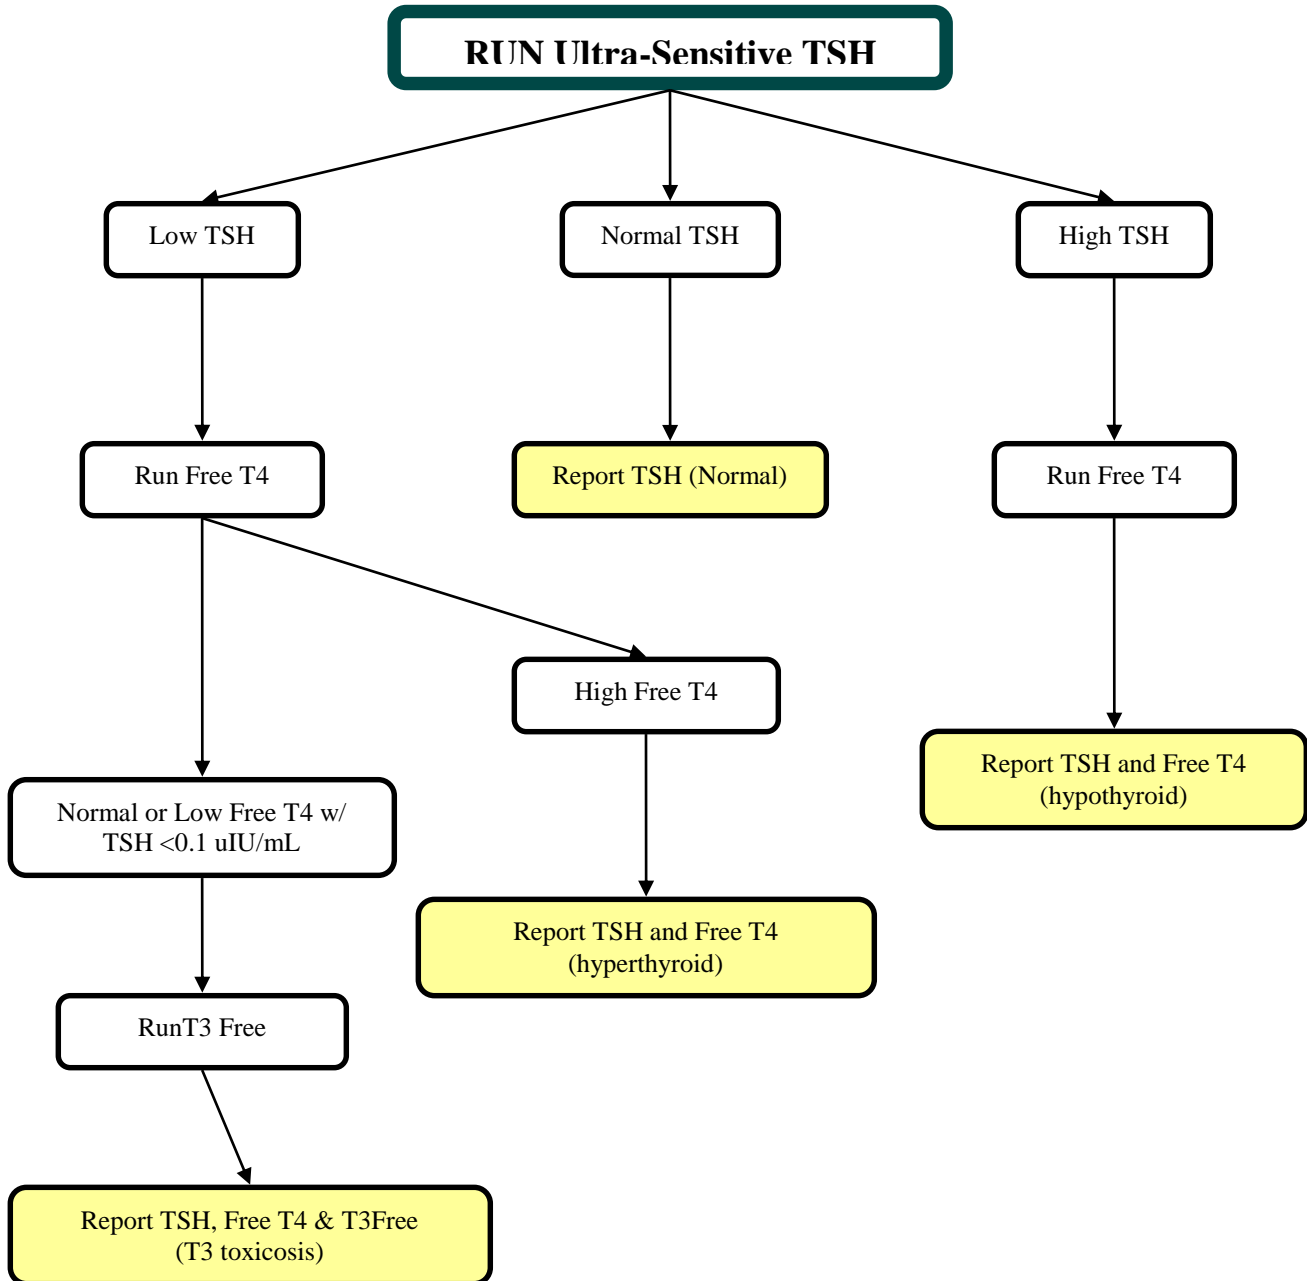 RUN Ultra-Sensitive TSH
Low TSH
Normal TSH
High TSH
Run Free T4
Report TSH (Normal)
Run Free T4
High Free T4
Report TSH and Free T4
(hypothyroid)
Normal or Low Free T4 w/
TSH <0.1 uIU/mL
Report TSH and Free T4
(hyperthyroid)
RunT3 Free
Report TSH, Free T4 & T3Free
(T3 toxicosis)